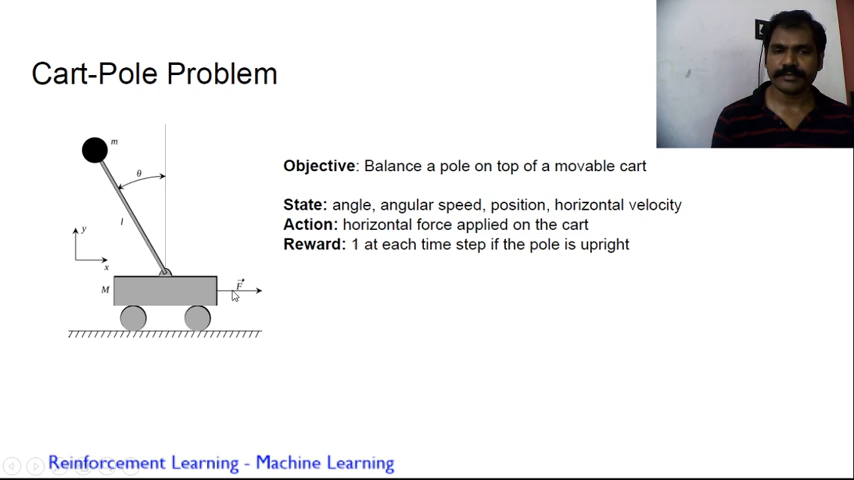 Cart-Pole Problem
m
θ
l
y
x
M
F
Objective: Balance a pole on top of a movable cart
State: angle, angular speed, position, horizontal velocity
Action: horizontal force applied on the cart
Reward: 1 at each time step if the pole is upright
Reinforcement Learning - Machine Learning